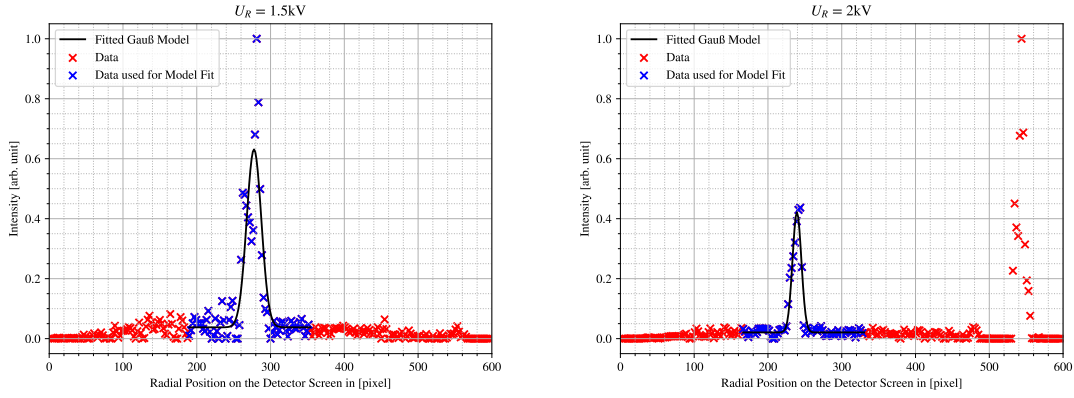 U_R = 1.5kV
Intensity [arb. unit]
1.0
0.8
0.6
0.4
0.2
0.0
Fitted Gauß Model
Data
Data used for Model Fit
0 100 200 300 400 500 600
Radial Position on the Detector Screen in [pixel]
U_R = 2kV
Intensity [arb. unit]
1.0
0.8
0.6
0.4
0.2
0.0
Fitted Gauß Model
Data
Data used for Model Fit
0 100 200 300 400 500 600
Radial Position on the Detector Screen in [pixel]